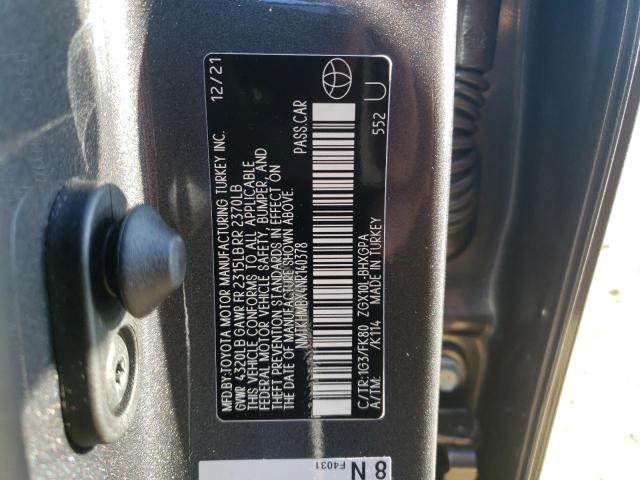 MFD.BY:TOYOTA MOTOR MANUFACTURING TURKEY INC. 12/21
GVWR 4320LB GAWR FR 2315LB RR 2370LB
THIS VEHICLE CONFORMS TO ALL APPLICABLE
FEDERAL MOTOR VEHICLE SAFETY, BUMPER, AND
THEFT PREVENTION STANDARDS IN EFFECT ON
THE DATE OF MANUFACTURE SHOWN ABOVE.
NMTKHMBX4NR140378 PASS.CAR
C/TR:1G3/FK80 ZGX00L-BHXGPA
A/TM: /K114 MADE IN TURKEY 552 U
F4031
8 N